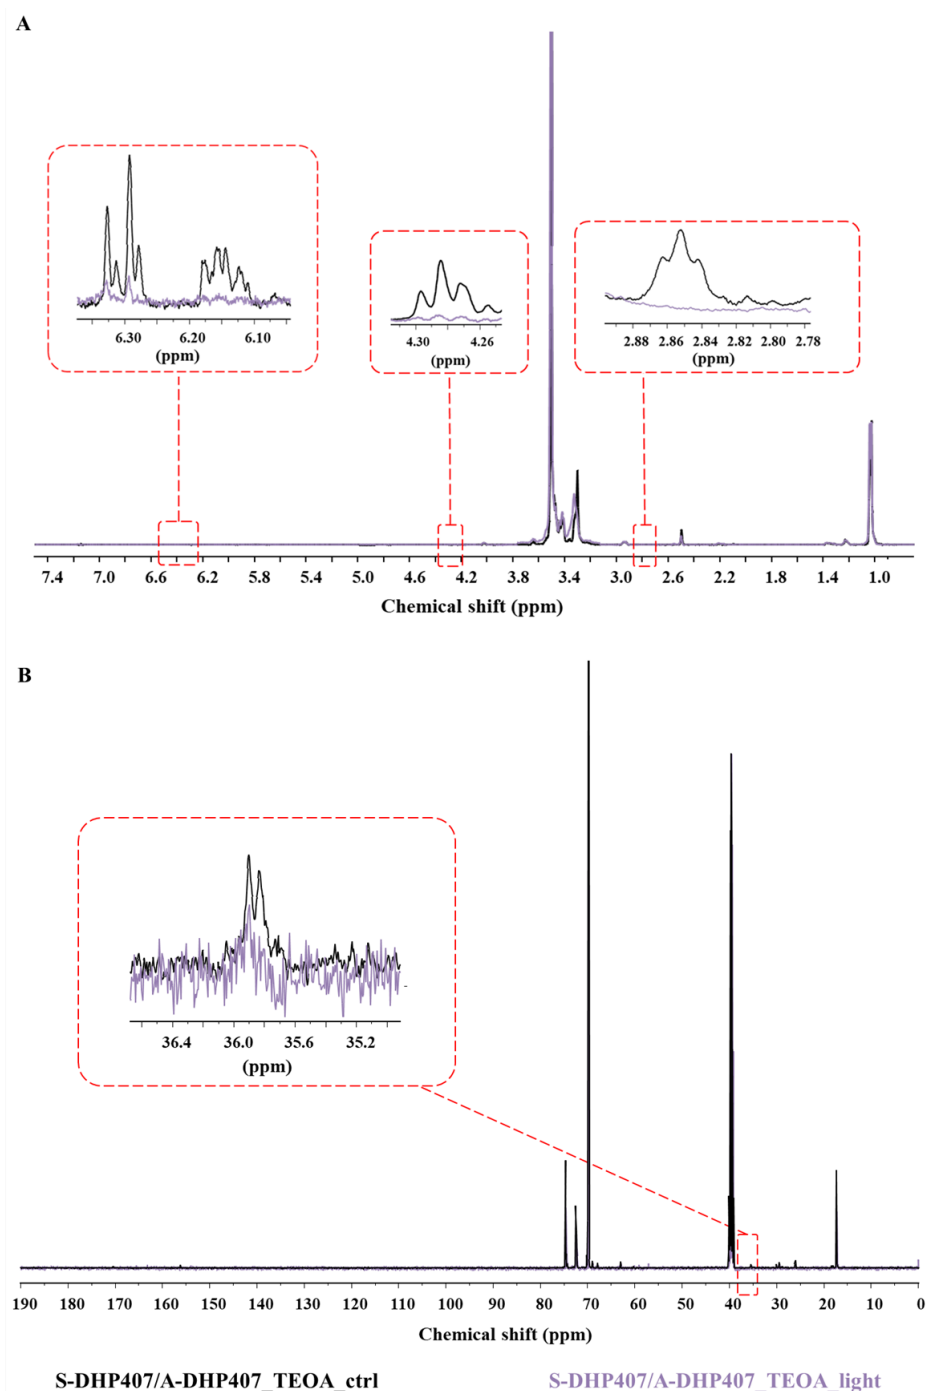 A
6.30 6.20 6.10
(ppm)
4.30 4.26
(ppm)
2.88 2.86 2.84 2.82 2.80 2.78
(ppm)
7.4 7.0 6.6 6.2 5.8 5.4 5.0 4.6 4.2 3.8 3.4 3.0 2.6 2.2 1.8 1.4 1.0
Chemical shift (ppm)
B
36.4 36.0 35.6 35.2
(ppm)
190 180 170 160 150 140 130 120 110 100 90 80 70 60 50 40 30 20 10 0
Chemical shift (ppm)
S-DHP407/A-DHP407_TEOA_ctrl S-DHP407/A-DHP407_TEOA_light